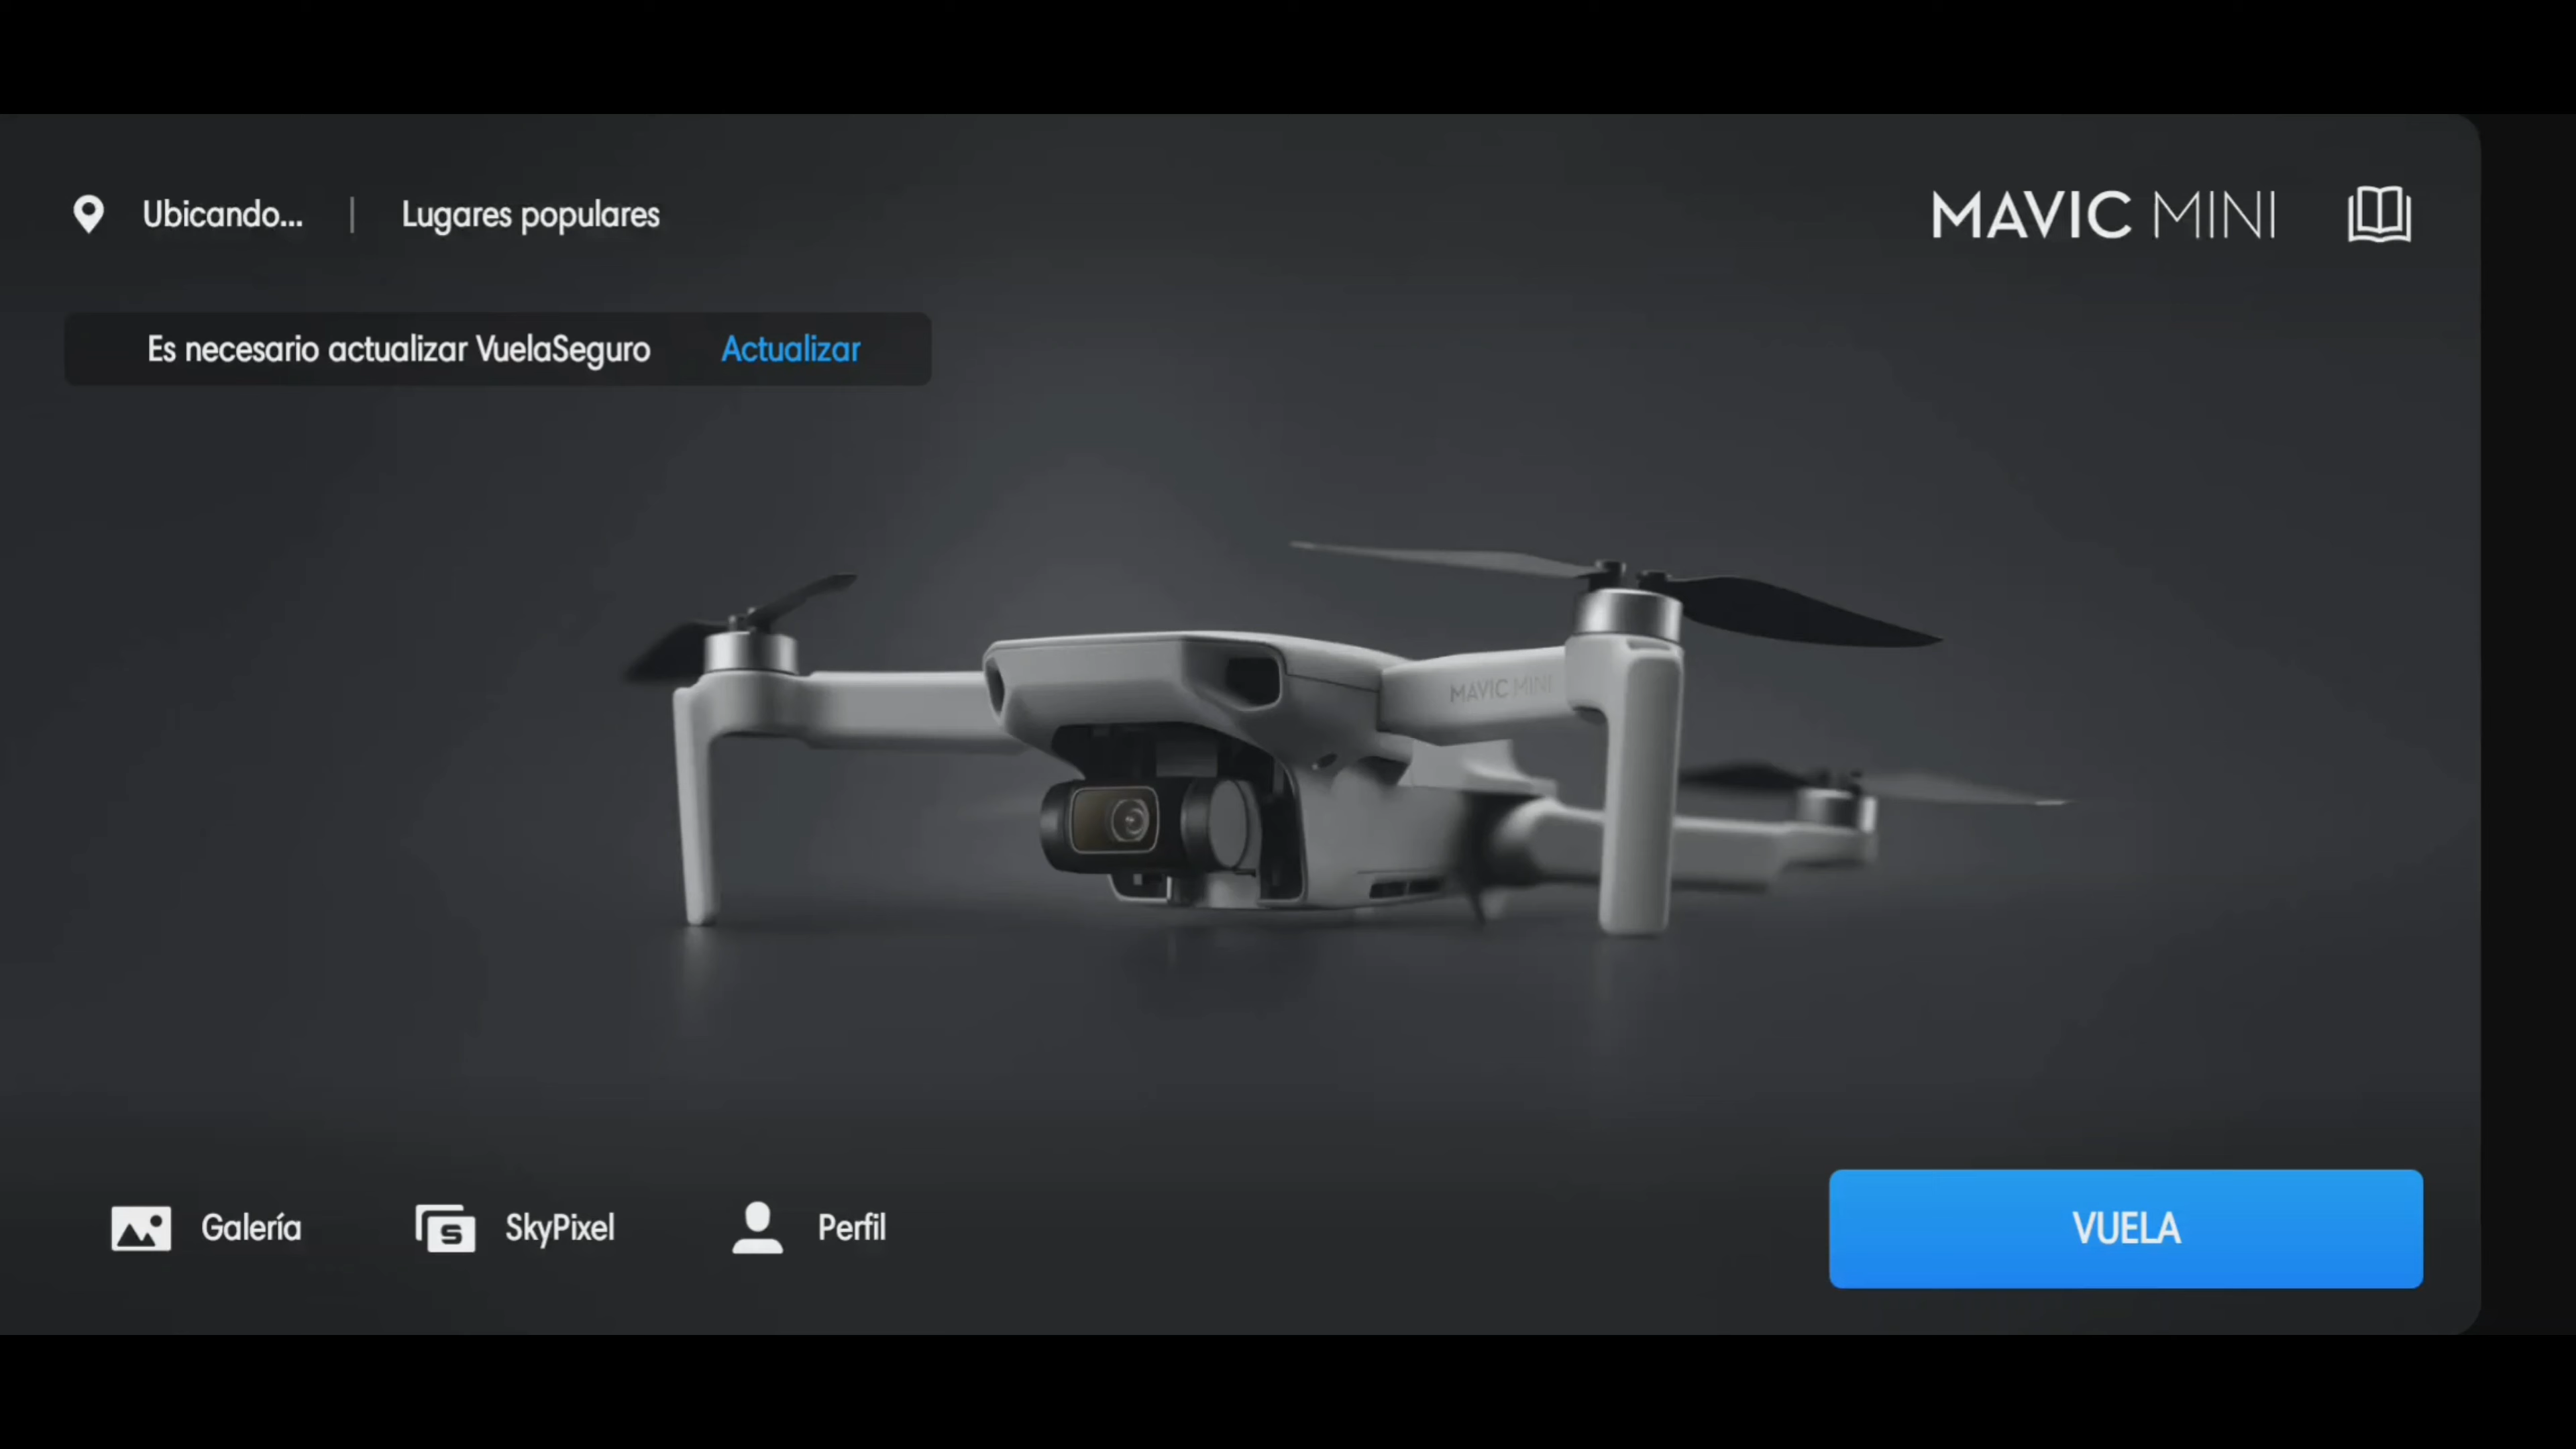 Ubicando... | Lugares populares
MAVIC MINI
Es necesario actualizar VuelaSeguro Actualizar
MAVIC MINI
Galería SkyPixel Perfil
VUELA